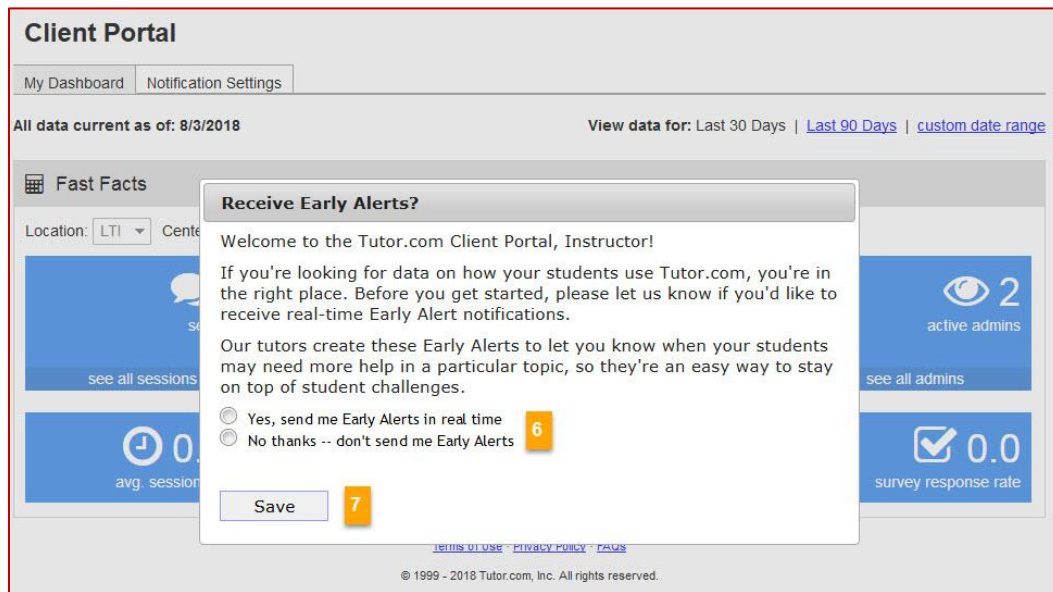 Client Portal
My Dashboard Notification Settings
All data current as of: 8/3/2018 View data for: Last 30 Days | Last 90 Days | custom date range
Fast Facts
Location: LTI
Receive Early Alerts?
Welcome to the Tutor.com Client Portal, Instructor!
If you're looking for data on how your students use Tutor.com, you're in
the right place. Before you get started, please let us know if you'd like to
receive real-time Early Alert notifications.
Our tutors create these Early Alerts to let you know when your students
may need more help in a particular topic, so they're an easy way to stay
on top of student challenges.
Yes, send me Early Alerts in real time
No thanks -- don't send me Early Alerts
6
Save 7
2
active admins
see all sessions
see all admins
0.0
avg. session
survey response rate
Terms of Use - Privacy Policy - FAQs
© 1999 - 2018 Tutor.com, Inc. All rights reserved.